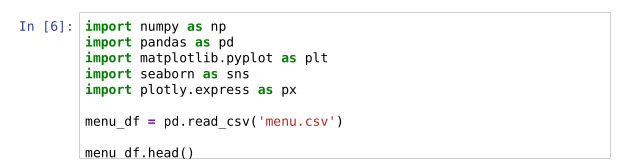 In [6]: import numpy as np
import pandas as pd
import matplotlib.pyplot as plt
import seaborn as sns
import plotly.express as px
menu_df = pd.read_csv('menu.csv')
menu_df.head()